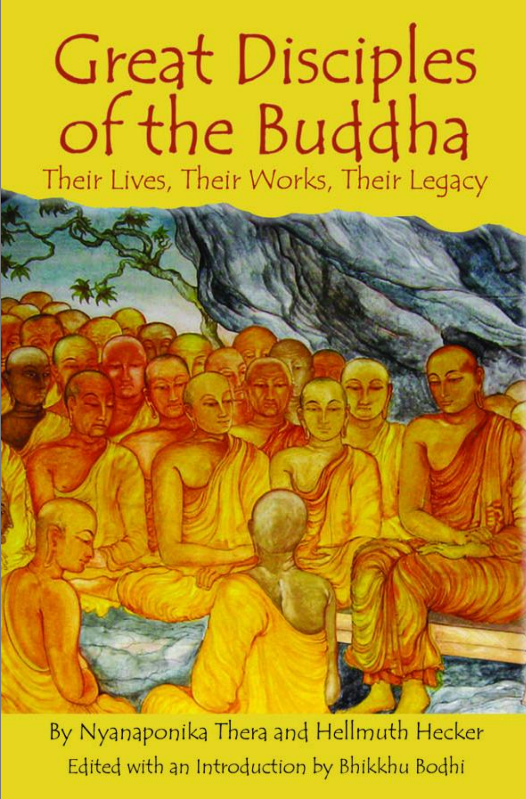 Great Disciples
of the Buddha
Their Lives, Their Works, Their Legacy
By Nyanaponika Thera and Hellmuth Hecker
Edited with an Introduction by Bhikkhu Bodhi